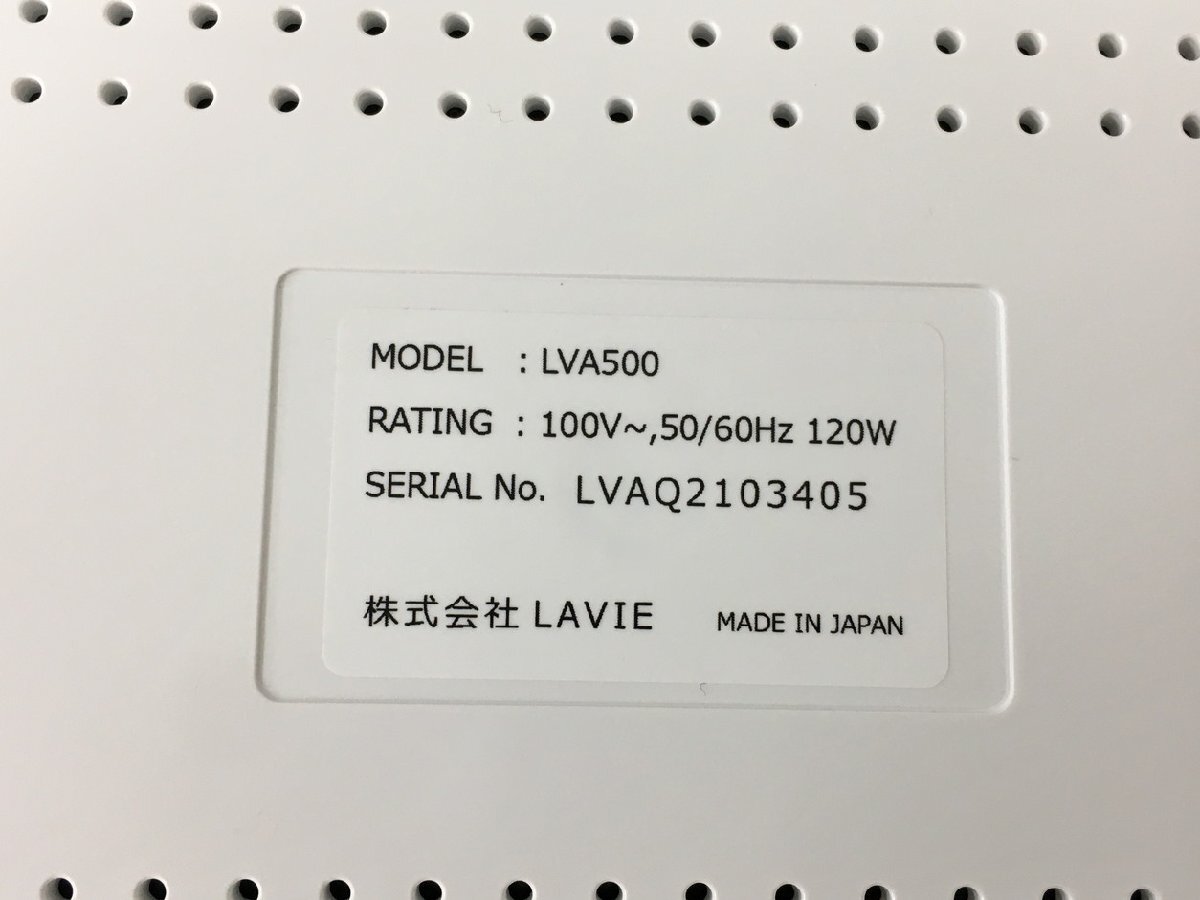 MODEL : LVA500
RATING : 100V~,50/60Hz 120W
SERIAL No. LVAQ2103405
株式会社 LAVIE MADE IN JAPAN